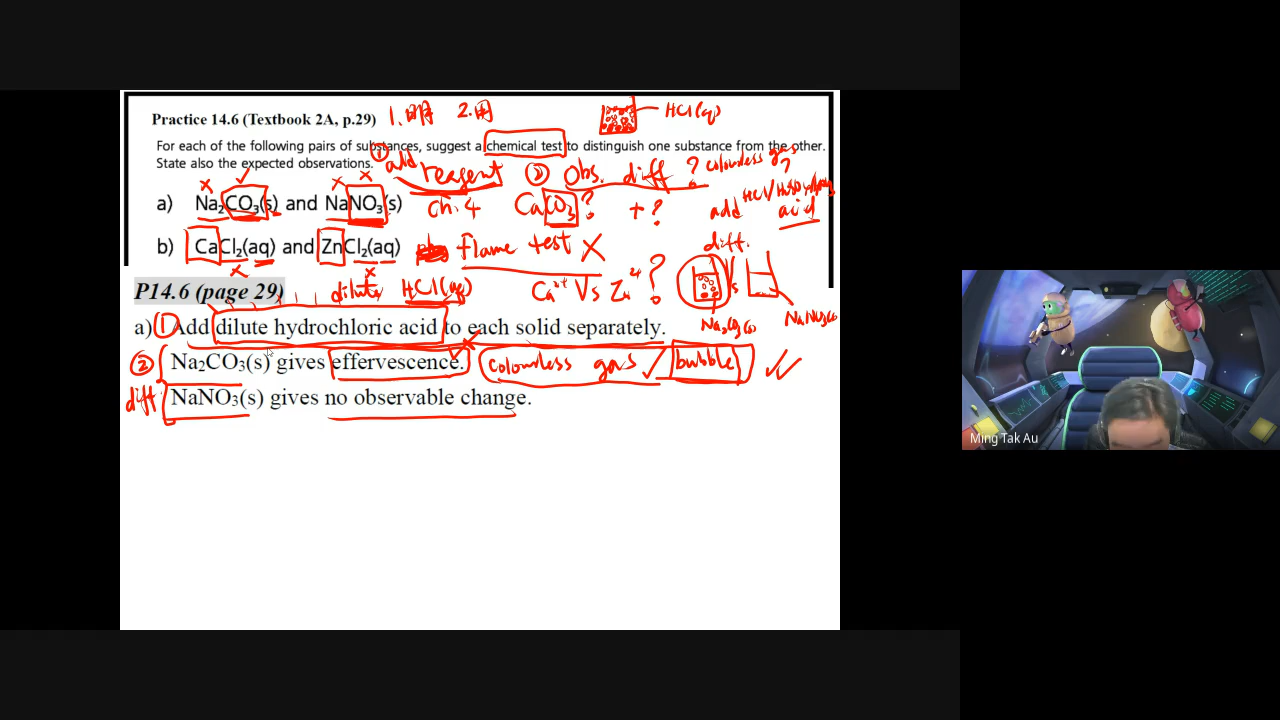 Practice 14.6 (Textbook 2A, p.29) 1. 明 2. 用 HCl(aq)
For each of the following pairs of substances, suggest a chemical test to distinguish one substance from the other.
State also the expected observations. ① add reagent ② Obs. diff ? colourless gas?
a) Na₂CO₃(s) and NaNO₃(s) ch. 4 CaCO₃? + ? add acid
b) CaCl₂(aq) and ZnCl₂(aq) flame test X diff.
P14.6 (page 29) dilute HCl(aq) Ca²⁺ Vs Zn²⁺ ? Vs
a) ① Add dilute hydrochloric acid to each solid separately. Na₂CO₃(s) NaNO₃(s)
② Na₂CO₃(s) gives effervescence. colourless gas ✓ bubble ✓✓
diff NaNO₃(s) gives no observable change.
Ming Tak Au